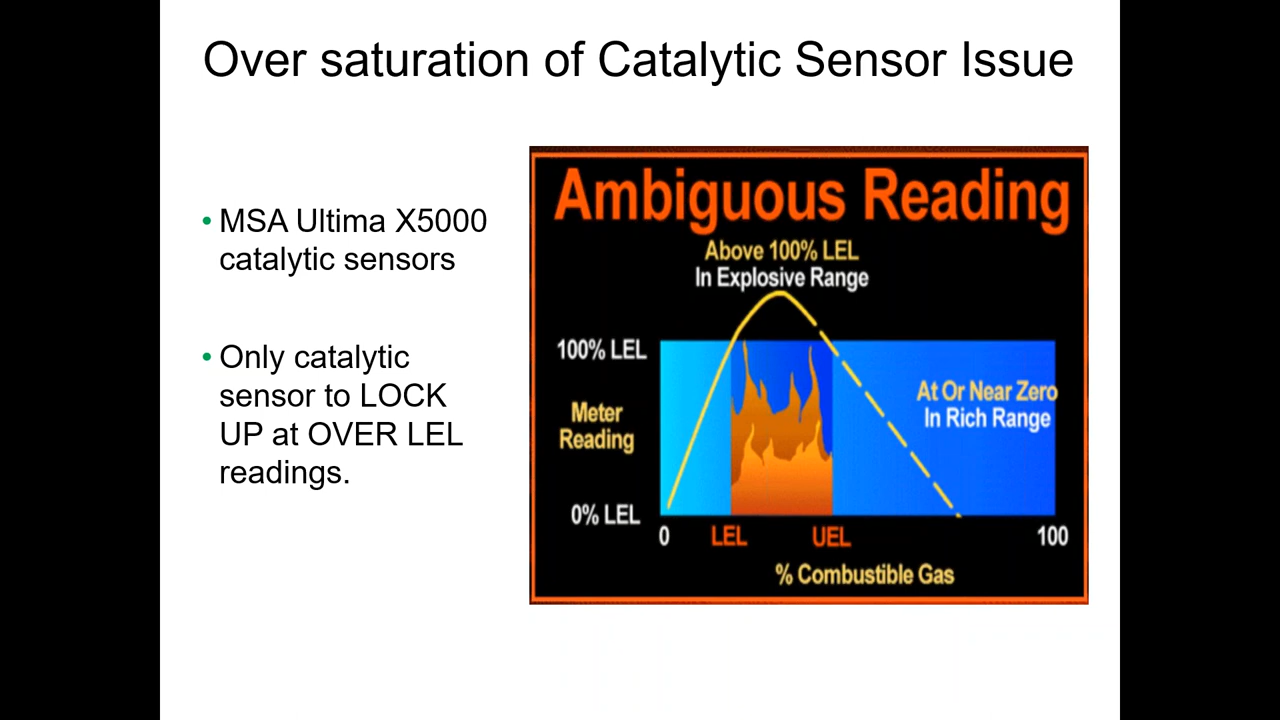 Over saturation of Catalytic Sensor Issue
• MSA Ultima X5000
catalytic sensors
• Only catalytic
sensor to LOCK
UP at OVER LEL
readings.
Ambiguous Reading
Above 100% LEL
In Explosive Range
100% LEL
Meter
Reading
At Or Near Zero
In Rich Range
0% LEL
0
LEL
UEL
100
% Combustible Gas